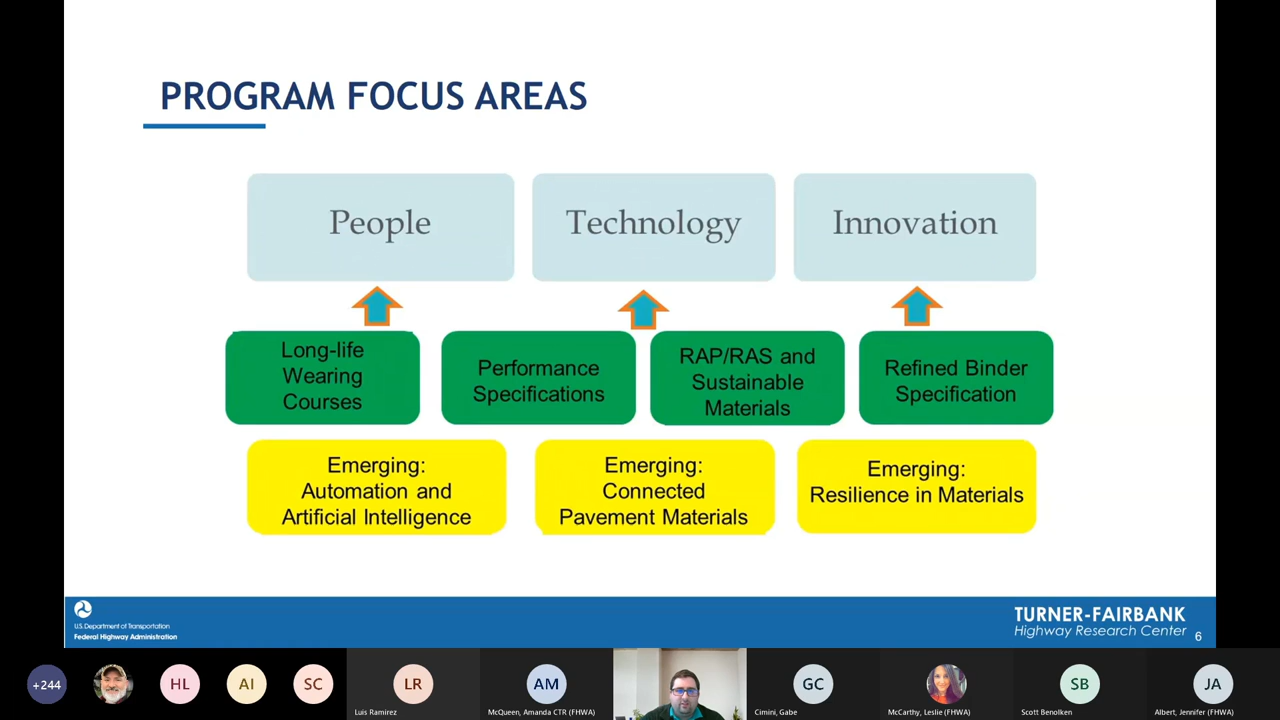 PROGRAM FOCUS AREAS
People
Technology
Innovation
Long-life
Wearing
Courses
Performance
Specifications
RAP/RAS and
Sustainable
Materials
Refined Binder
Specification
Emerging:
Automation and
Artificial Intelligence
Emerging:
Connected
Pavement Materials
Emerging:
Resilience in Materials
U.S. Department of Transportation
Federal Highway Administration
TURNER-FAIRBANK
Highway Research Center
6
+244
HL
AI
SC
LR
Luis Ramirez
AM
McQueen, Amanda CTR (FHWA)
GC
Cimini, Gabe
McCarthy, Leslie (FHWA)
SB
Scott Benolken
JA
Albert, Jennifer (FHWA)